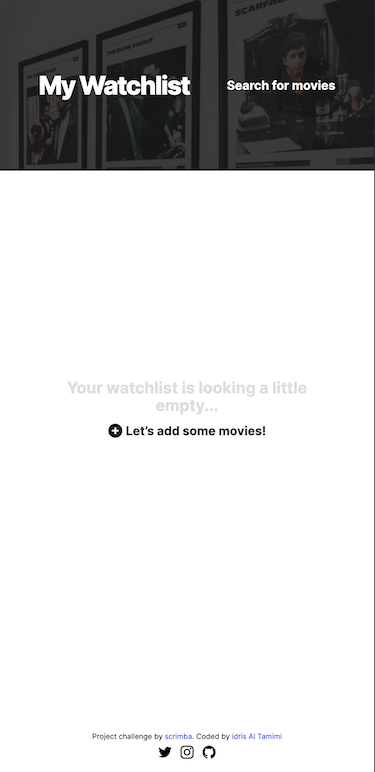 THE DARK KNIGHT
SCARFACE
My Watchlist
Search for movies
Your watchlist is looking a little
empty...
Let's add some movies!
Project challenge by scrimba. Coded by idris Al Tamimi